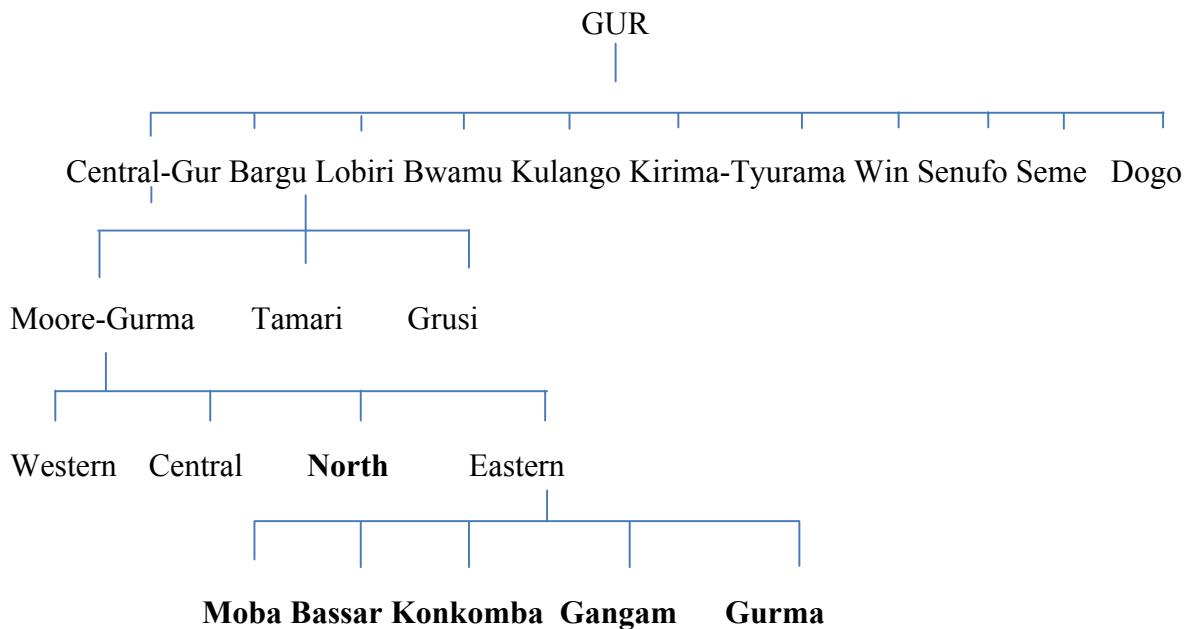 GUR
Central-Gur Bargu Lobiri Bwamu Kulango Kirima-Tyurama Win Senufo Seme Dogo
Moore-Gurma Tamari Grusi
Western Central North Eastern
Moba Bassar Konkomba Gangam Gurma